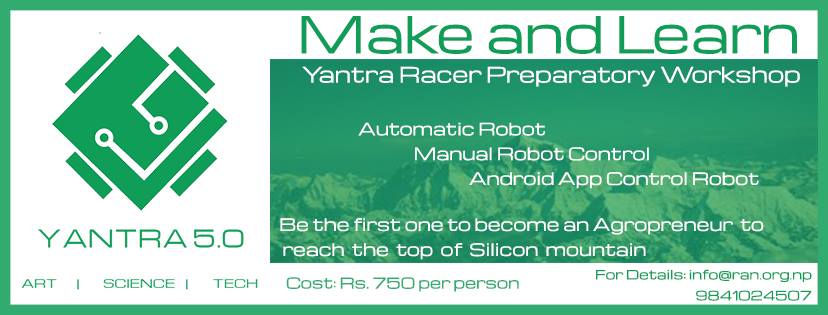 Make and Learn
Yantra Racer Preparatory Workshop
Automatic Robot
Manual Robot Control
Android App Control Robot
Be the first one to become an Agropreneur to
reach the top of Silicon mountain
YANTRA 5.0
ART | SCIENCE | TECH
Cost: Rs. 750 per person
For Details: info@ran.org.np
9841024507